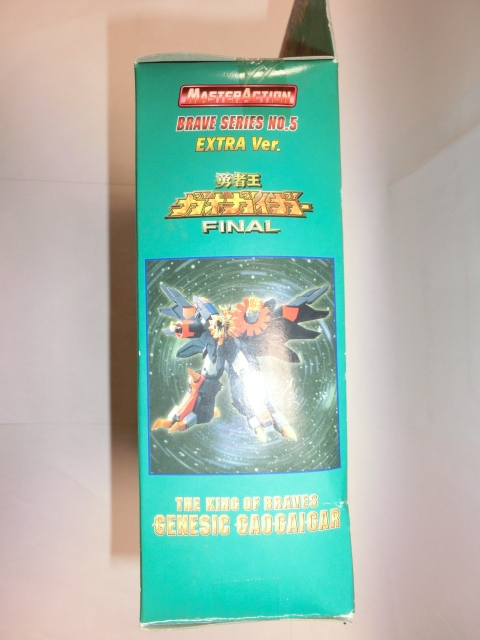 MASTERACTION
BRAVE SERIES NO.5
EXTRA Ver.
勇者王
ガオガイガー
FINAL
THE KING OF BRAVES
GENESIC GAOGAIGAR